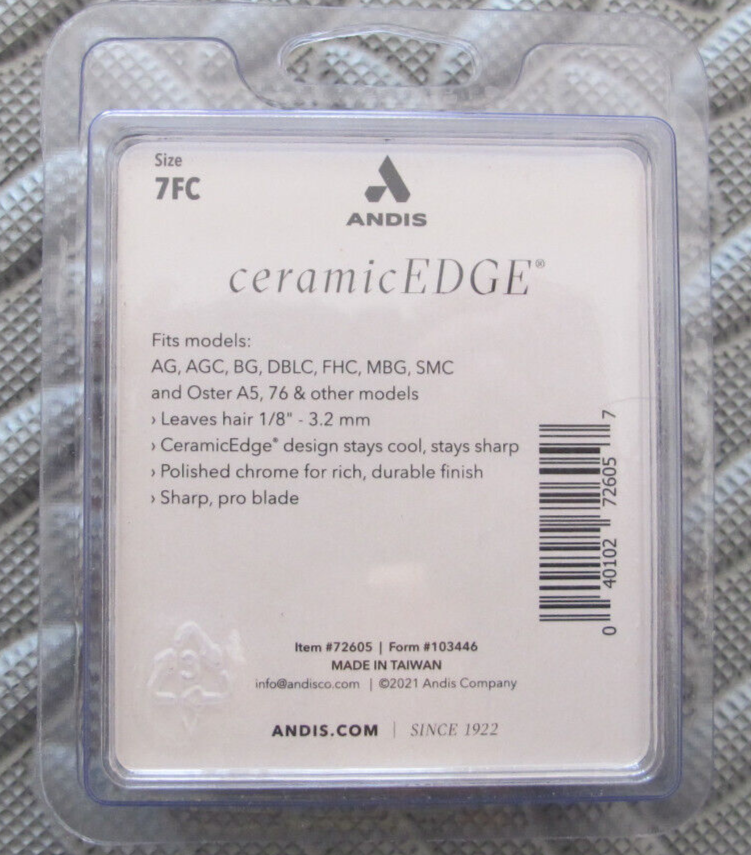 Size
7FC
ANDIS
ceramicEDGE®
Fits models:
AG, AGC, BG, DBLC, FHC, MBG, SMC
and Oster A5, 76 & other models
› Leaves hair 1/8" - 3.2 mm
› CeramicEdge® design stays cool, stays sharp
› Polished chrome for rich, durable finish
› Sharp, pro blade
0 40102 72605 7
3
Item #72605 | Form #103446
MADE IN TAIWAN
info@andisco.com | ©2021 Andis Company
ANDIS.COM | SINCE 1922